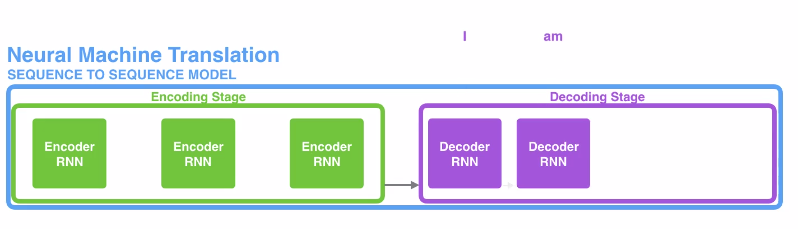 I am
Neural Machine Translation
SEQUENCE TO SEQUENCE MODEL
Encoding Stage
Decoding Stage
Encoder
RNN
Encoder
RNN
Encoder
RNN
Decoder
RNN
Decoder
RNN